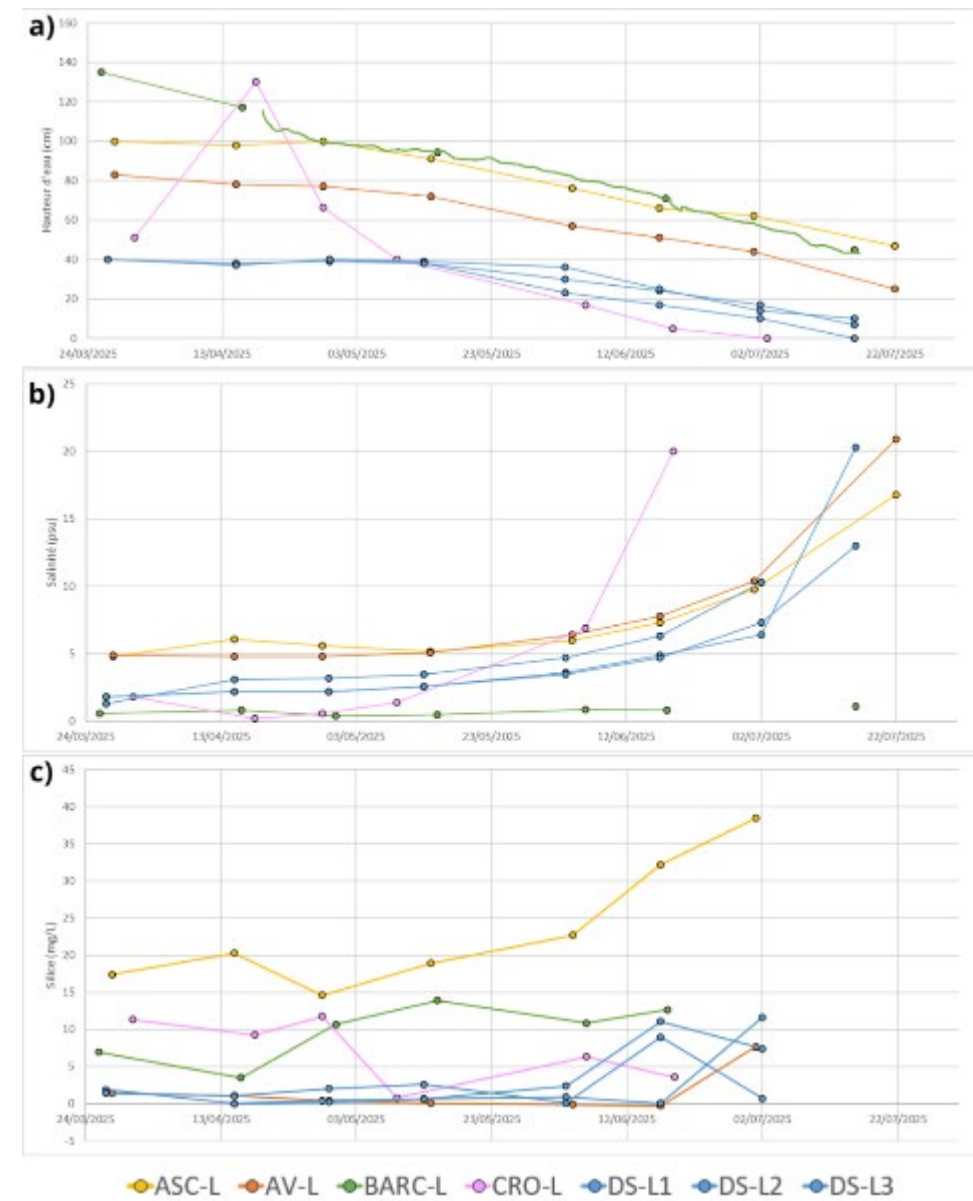 a)
160
140
120
100
80
60
40
20
0
Hauteur d'eau (cm)
24/03/2025 13/04/2025 03/05/2025 23/05/2025 12/06/2025 02/07/2025 22/07/2025
b)
25
20
15
10
5
0
Salinité (psu)
24/03/2025 13/04/2025 03/05/2025 23/05/2025 12/06/2025 02/07/2025 22/07/2025
c)
45
40
35
30
25
20
15
10
5
0
-5
Silice (mg/L)
24/03/2025 13/04/2025 03/05/2025 23/05/2025 12/06/2025 02/07/2025 22/07/2025
ASC-L AV-L BARC-L CRO-L DS-L1 DS-L2 DS-L3